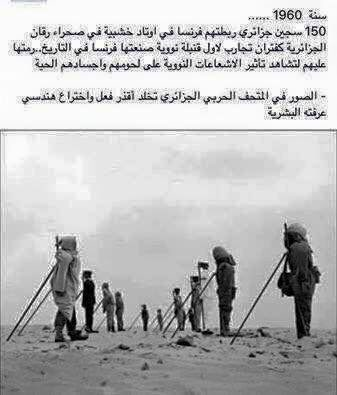 سنة 1960 ......
150 سجين جزائري ربطتهم فرنسا في اوتاد خشبية في صحراء رقان
الجزائرية كفئران تجارب لاول قنبلة نووية صنعتها فرنسا في التاريخ..رمتها
عليهم لتشاهد تأثير الاشعاعات النووية على لحومهم واجسادهم الحية
- الصور في المتحف الحربي الجزائري تخلد أقذر فعل واختراع هندسي
عرفته البشرية